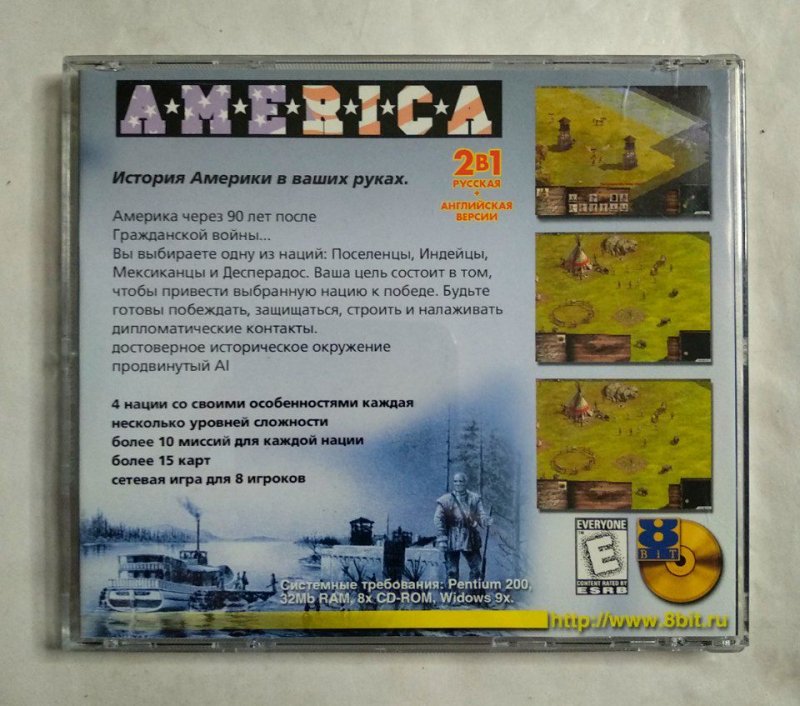 A★M★E★R★I★C★A
2В1
РУССКАЯ
+
АНГЛИЙСКАЯ
ВЕРСИИ
История Америки в ваших руках.
Америка через 90 лет после
Гражданской войны...
Вы выбираете одну из наций: Поселенцы, Индейцы,
Мексиканцы и Десперадос. Ваша цель состоит в том,
чтобы привести выбранную нацию к победе. Будьте
готовы побеждать, защищаться, строить и налаживать
дипломатические контакты.
достоверное историческое окружение
продвинутый AI
4 нации со своими особенностями каждая
несколько уровней сложности
более 10 миссий для каждой нации
более 15 карт
сетевая игра для 8 игроков
EVERYONE
E
CONTENT RATED BY
ESRB
8
BIT
Системные требования: Pentium 200,
32Mb RAM, 8x CD-ROM, Widows 9x.
http://www.8bit.ru